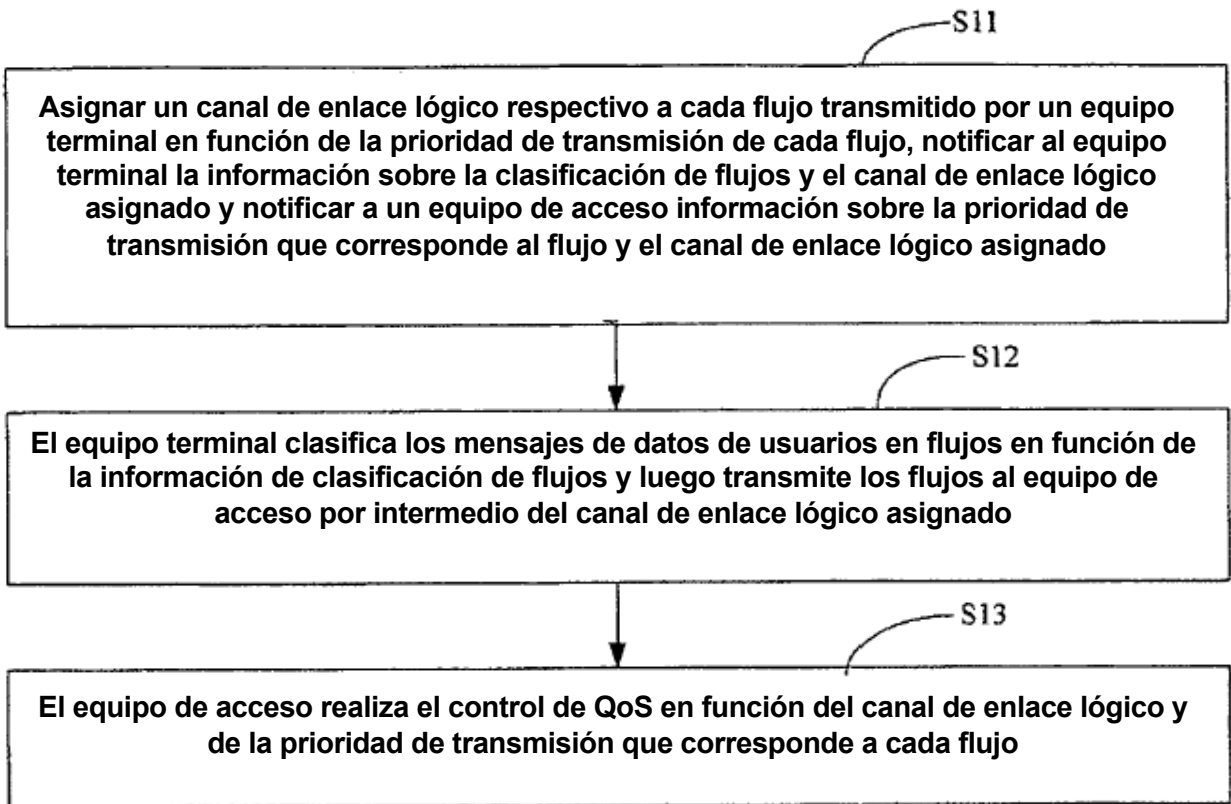 S11
Asignar un canal de enlace lógico respectivo a cada flujo transmitido por un equipo
terminal en función de la prioridad de transmisión de cada flujo, notificar al equipo
terminal la información sobre la clasificación de flujos y el canal de enlace lógico
asignado y notificar a un equipo de acceso información sobre la prioridad de
transmisión que corresponde al flujo y el canal de enlace lógico asignado
S12
El equipo terminal clasifica los mensajes de datos de usuarios en flujos en función de
la información de clasificación de flujos y luego transmite los flujos al equipo de
acceso por intermedio del canal de enlace lógico asignado
S13
El equipo de acceso realiza el control de QoS en función del canal de enlace lógico y
de la prioridad de transmisión que corresponde a cada flujo